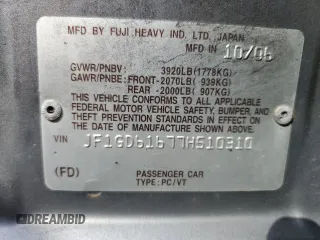 MFD BY FUJI HEAVY IND. LTD, JAPAN
MFD IN 10/06
GVWR/PNBV : 3920LB(1778KG)
GAWR/PNBE: FRONT-2070LB( 939KG)
REAR -2000LB( 907KG)
THIS VEHICLE CONFORMS TO ALL APPLICABLE
FEDERAL MOTOR VEHICLE SAFETY, BUMPER, AND
THEFT PREVENTION STANDARDS IN EFFECT ON THE
DATE OF MANUFACTURE SHOWN ABOVE.
VIN JF1GD61677H510310
(FD)
PASSENGER CAR
TYPE: PC/VT
©DREAMBID